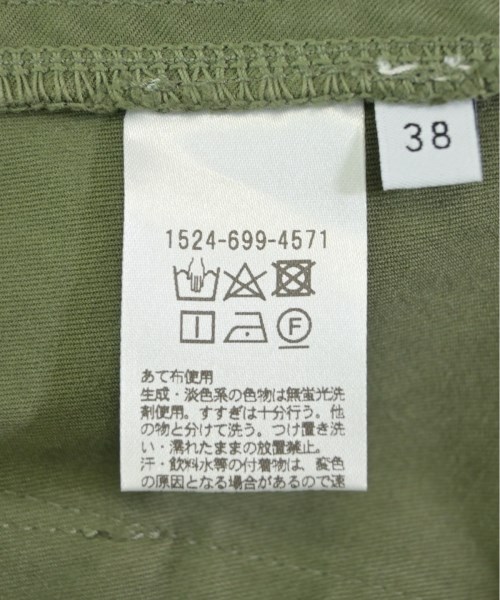 38
1524-699-4571
F
あて布使用
生成・淡色系の色物は無蛍光洗
剤使用。すすぎは十分行う。他
の物と分けて洗う。つけ置き洗
い・濡れたままの放置禁止。
汗・飲料水等の付着物は、変色
の原因となる場合があるので速